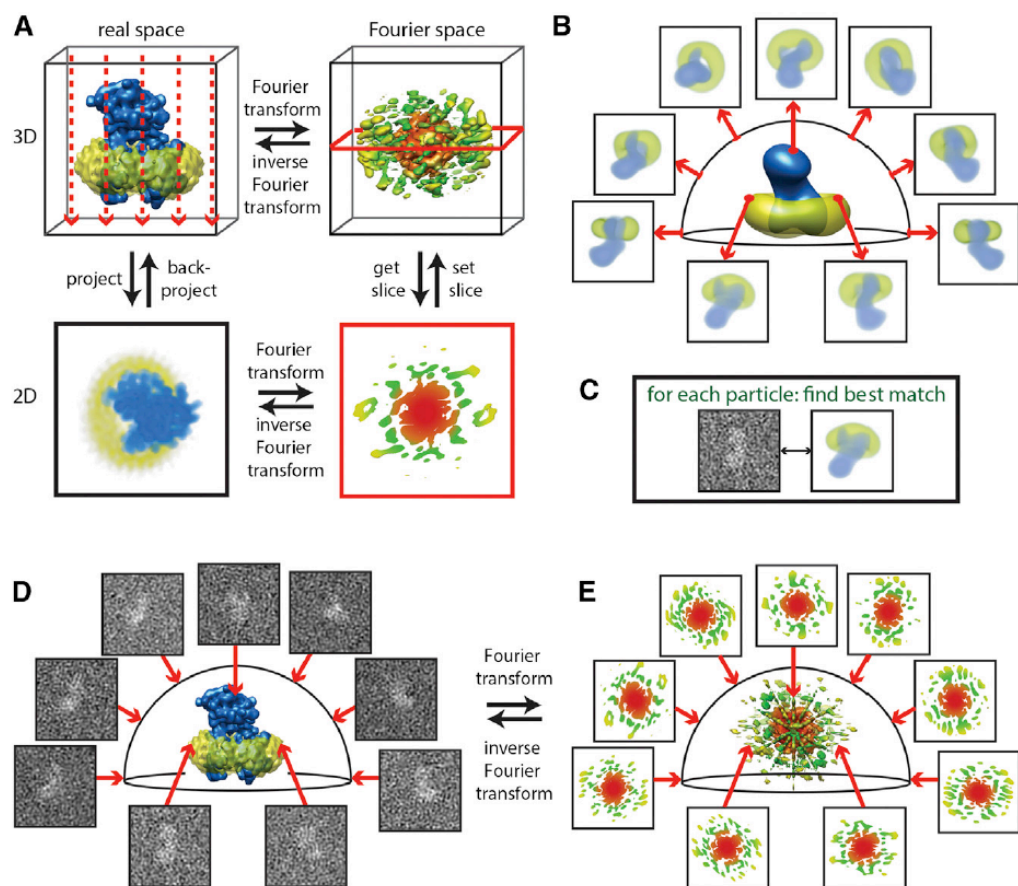 A
real space
Fourier space
3D
Fourier
transform
inverse
Fourier
transform
project
back-
project
get
slice
set
slice
2D
Fourier
transform
inverse
Fourier
transform
B
C
for each particle: find best match
D
Fourier
transform
inverse
Fourier
transform
E